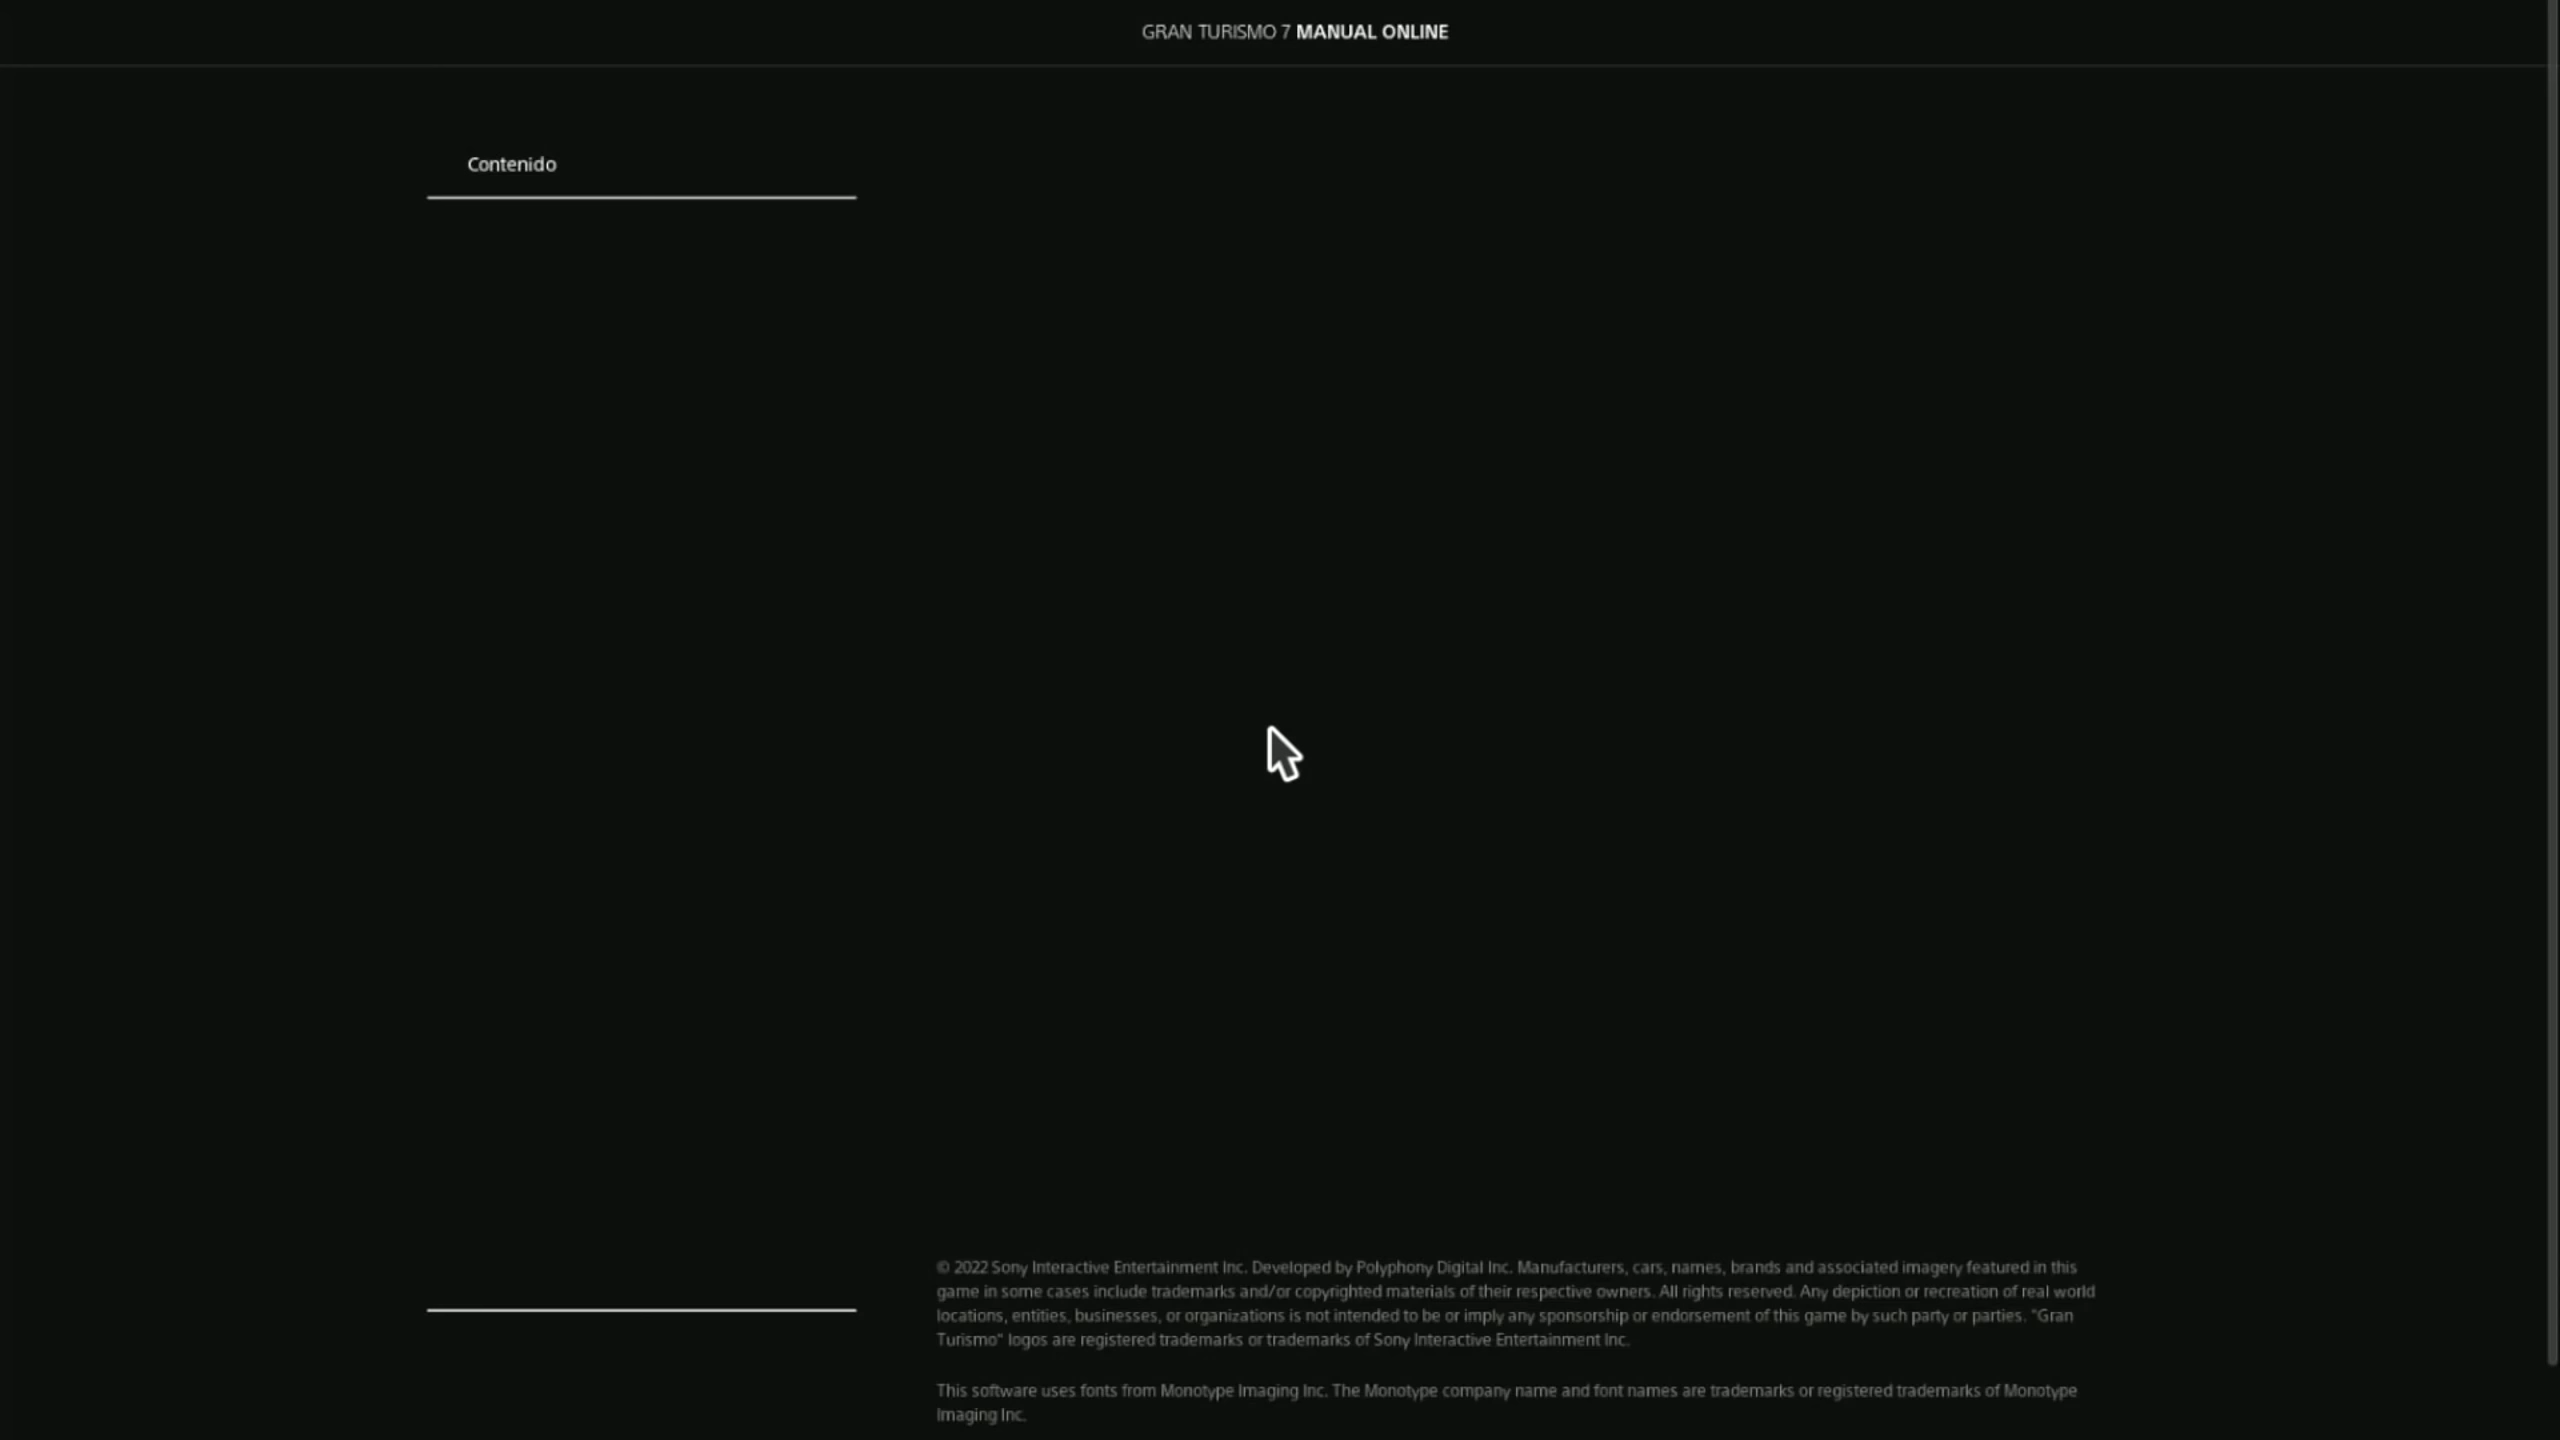 GRAN TURISMO 7 MANUAL ONLINE
Contenido
© 2022 Sony Interactive Entertainment Inc. Developed by Polyphony Digital Inc. Manufacturers, cars, names, brands and associated imagery featured in this
game in some cases include trademarks and/or copyrighted materials of their respective owners. All rights reserved. Any depiction or recreation of real world
locations, entities, businesses, or organizations is not intended to be or imply any sponsorship or endorsement of this game by such party or parties. "Gran
Turismo" logos are registered trademarks or trademarks of Sony Interactive Entertainment Inc.
This software uses fonts from Monotype Imaging Inc. The Monotype company name and font names are trademarks or registered trademarks of Monotype
Imaging Inc.